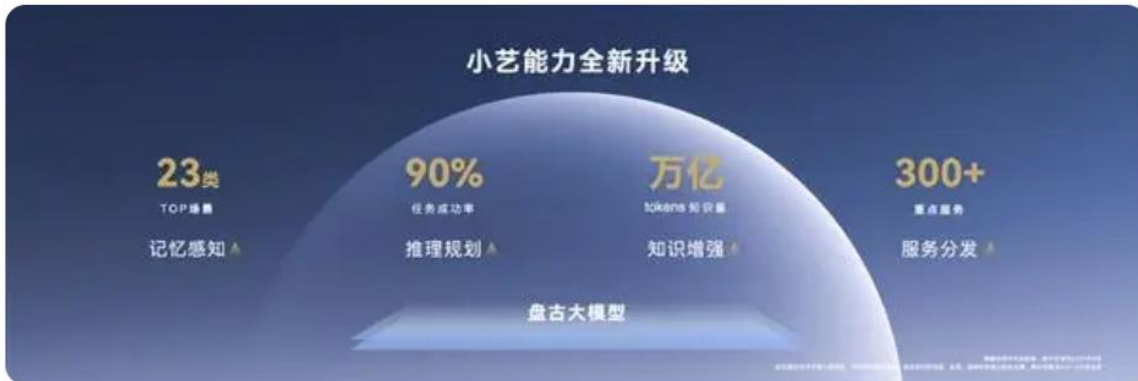 小艺能力全新升级
23类 90% 万亿 300+
TOP场景 任务成功率 tokens 知识量 重点服务
记忆感知 推理规划 知识增强 服务分发
盘古大模型